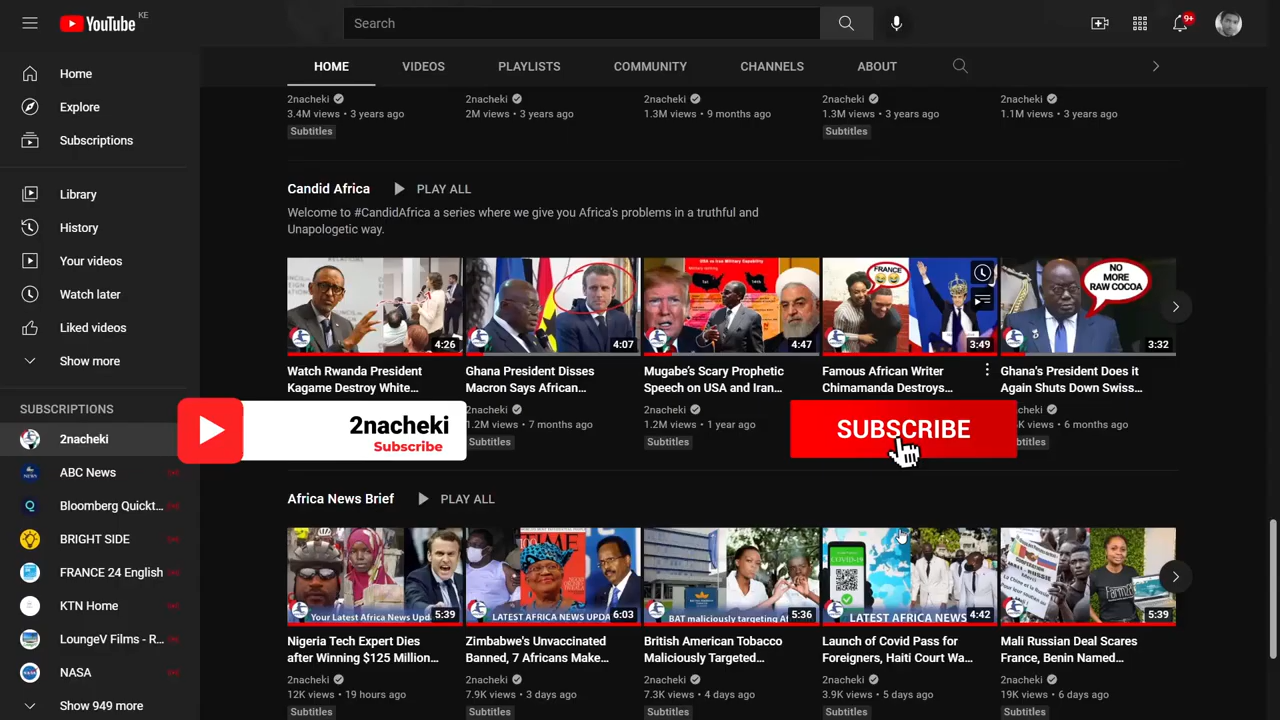 YouTube KE
Search
9+
Home
Explore
Subscriptions
Library
History
Your videos
Watch later
Liked videos
Show more
SUBSCRIPTIONS
2nacheki
ABC News
Bloomberg Quickt...
BRIGHT SIDE
FRANCE 24 English
KTN Home
LoungeV Films - R...
NASA
Show 949 more
HOME VIDEOS PLAYLISTS COMMUNITY CHANNELS ABOUT
2nacheki 2nacheki 2nacheki 2nacheki 2nacheki
3.4M views • 3 years ago 2M views • 3 years ago 1.3M views • 9 months ago 1.3M views • 3 years ago 1.1M views • 3 years ago
Subtitles Subtitles
Candid Africa PLAY ALL
Welcome to #CandidAfrica a series where we give you Africa's problems in a truthful and
Unapologetic way.
FRANCE
NO
MORE
RAW COCOA
4:26 4:07 4:47 3:49 3:32
Watch Rwanda President Ghana President Disses Mugabe's Scary Prophetic Famous African Writer Ghana's President Does it
Kagame Destroy White... Macron Says African... Speech on USA and Iran... Chimamanda Destroys... Again Shuts Down Swiss...
2nacheki
Subscribe
SUBSCRIBE
2nacheki 2nacheki
1.2M views • 7 months ago 1.2M views • 1 year ago 6 months ago
Subtitles Subtitles
Africa News Brief PLAY ALL
TIME
COVID-19
Farmz
Your Latest Africa News Upda LATEST AFRICA NEWS UPDA BAT maliciously targeting LATEST AFRICA NEWS
5:39 6:03 5:36 4:42 5:39
Nigeria Tech Expert Dies Zimbabwe's Unvaccinated British American Tobacco Launch of Covid Pass for Mali Russian Deal Scares
after Winning $125 Million... Banned, 7 Africans Make... Maliciously Targeted... Foreigners, Haiti Court Wa... France, Benin Named...
2nacheki 2nacheki 2nacheki 2nacheki 2nacheki
12K views • 19 hours ago 7.9K views • 3 days ago 7.3K views • 4 days ago 3.9K views • 5 days ago 19K views • 6 days ago
Subtitles Subtitles Subtitles Subtitles Subtitles